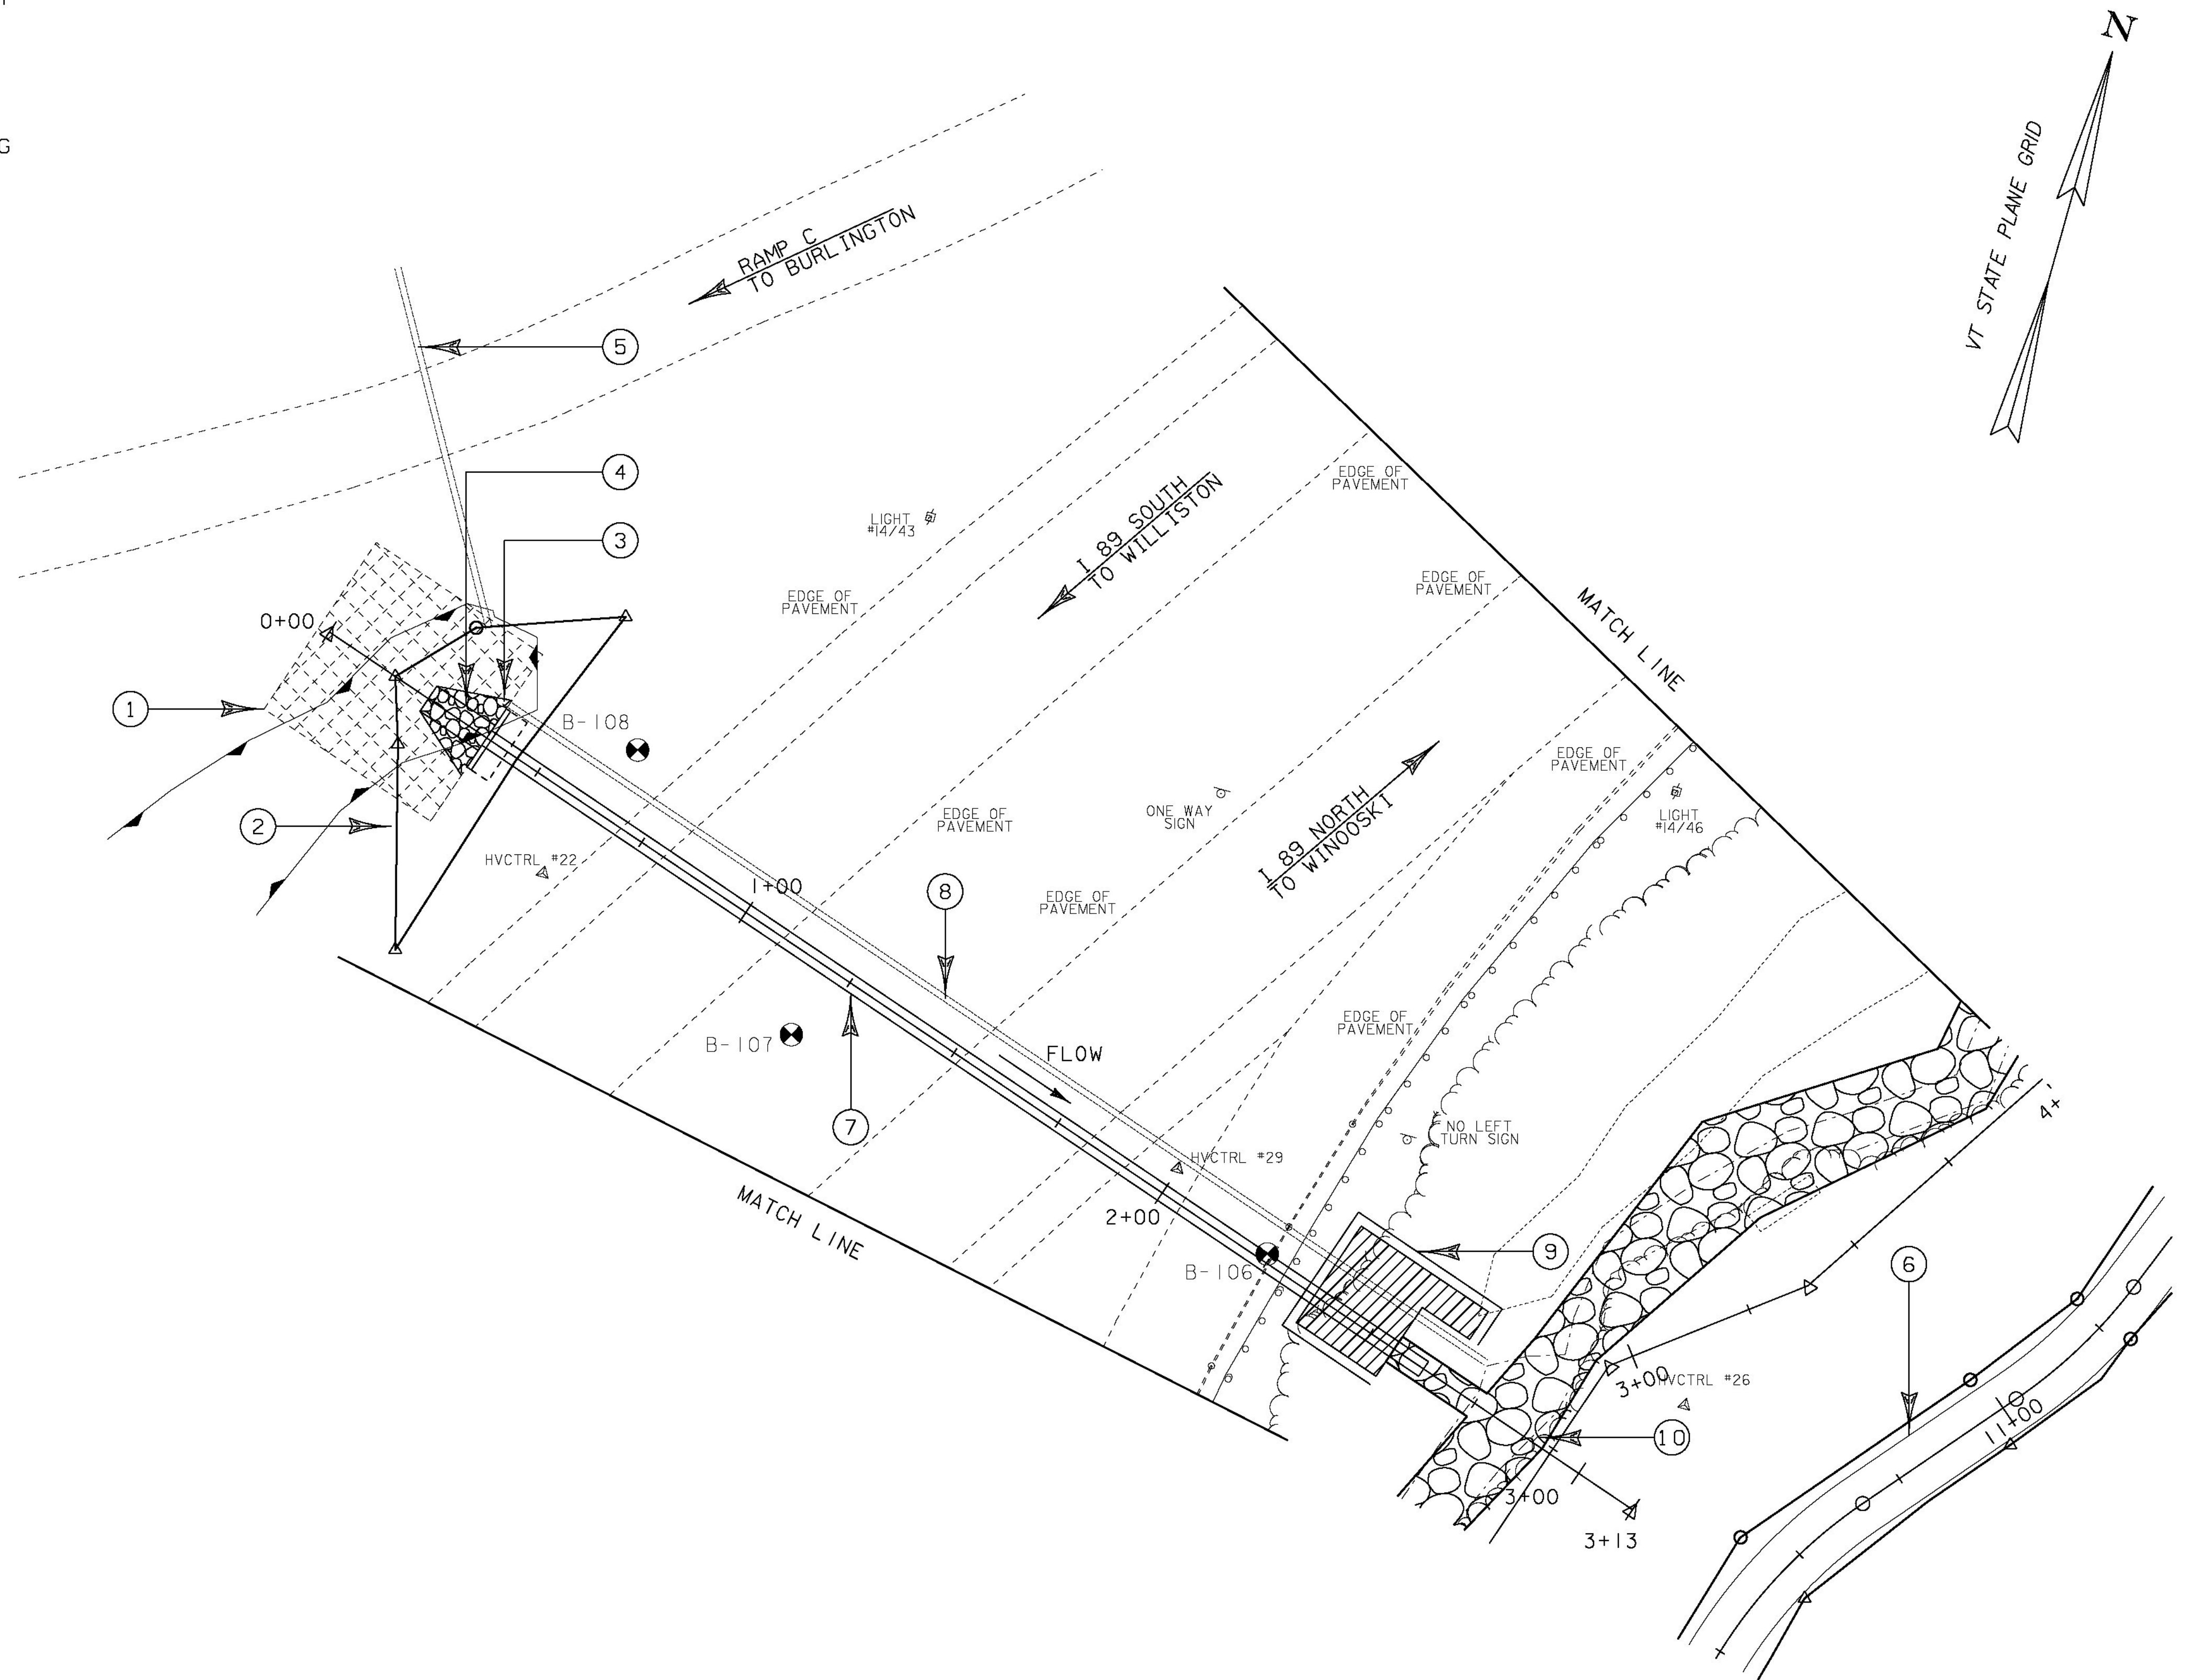 N
VT STATE PLANE GRID
G
RAMP C
TO BURLINGTON
5
4
3
EDGE OF
PAVEMENT
I 89 SOUTH
TO WILLISTON
LIGHT
#14/43
EDGE OF
PAVEMENT
EDGE OF
PAVEMENT
MATCH LINE
0+00
1
B-108
2
HVCTRL #22
EDGE OF
PAVEMENT
ONE WAY
SIGN
I 89 NORTH
TO WINOOSKI
EDGE OF
PAVEMENT
LIGHT
#14/46
1+00
8
EDGE OF
PAVEMENT
B-107
7
FLOW
EDGE OF
PAVEMENT
NO LEFT
TURN SIGN
4+
HVCTRL #29
MATCH LINE
2+00
B-106
9
6
3+00
HVCTRL #26
11+00
10
3+00
3+13